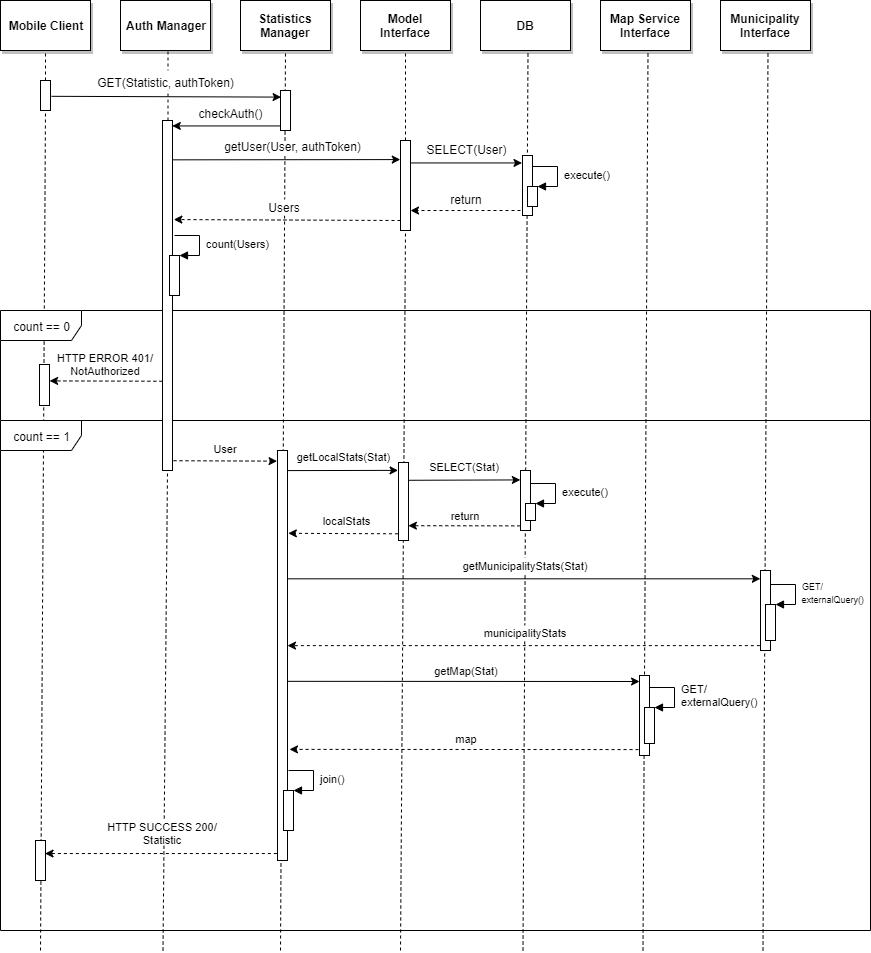 Mobile Client
Auth Manager
Statistics
Manager
Model
Interface
DB
Map Service
Interface
Municipality
Interface
GET(Statistic, authToken)
checkAuth()
getUser(User, authToken)
SELECT(User)
execute()
return
Users
count(Users)
count == 0
HTTP ERROR 401/
NotAuthorized
count == 1
User
getLocalStats(Stat)
SELECT(Stat)
execute()
return
localStats
getMunicipalityStats(Stat)
GET/
externalQuery()
municipalityStats
getMap(Stat)
GET/
externalQuery()
map
join()
HTTP SUCCESS 200/
Statistic